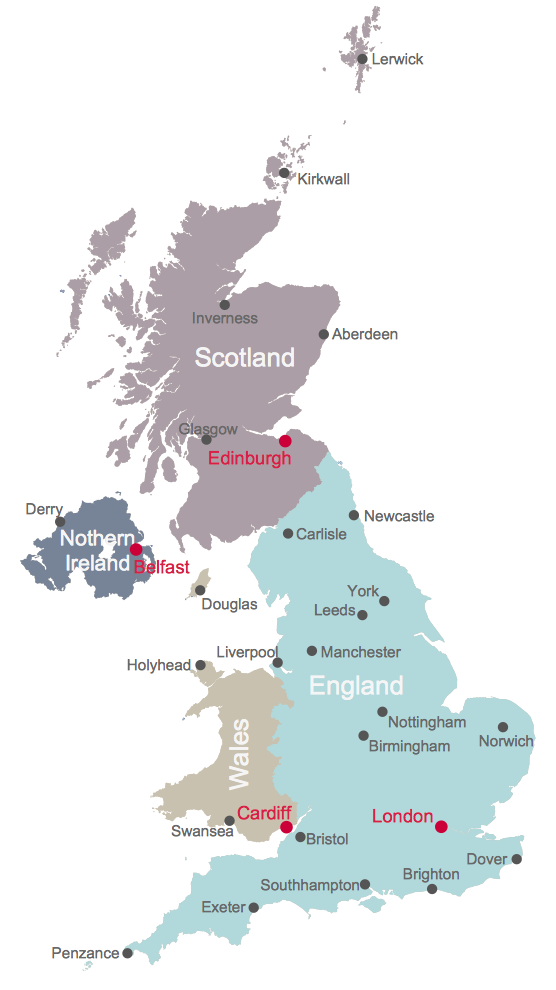 Lerwick
Kirkwall
Inverness
Aberdeen
Scotland
Glasgow
Edinburgh
Derry
Newcastle
Nothern
Ireland
Carlisle
Belfast
York
Douglas
Leeds
Liverpool
Manchester
Holyhead
England
Nottingham
Norwich
Birmingham
Wales
Cardiff
London
Swansea
Bristol
Dover
Brighton
Southhampton
Exeter
Penzance